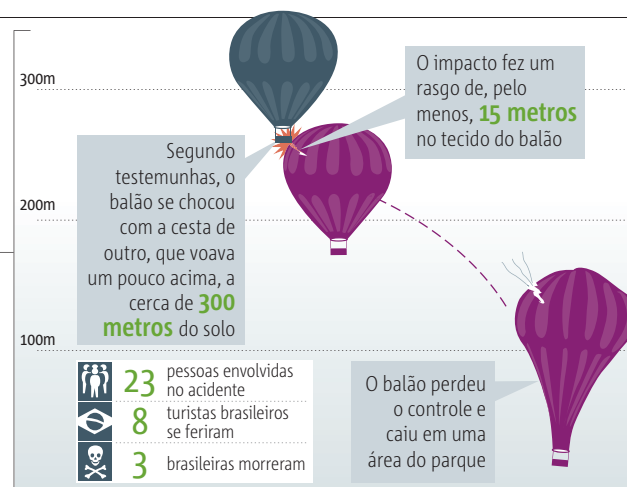 300m
O impacto fez um
rasgo de, pelo
menos, 15 metros
no tecido do balão
Segundo
testemunhas, o
balão se chocou
com a cesta de
outro, que voava
um pouco acima, a
cerca de 300
metros do solo
200m
100m
23 pessoas envolvidas
no acidente
8 turistas brasileiros
se feriram
3 brasileiras morreram
O balão perdeu
o controle e
caiu em uma
área do parque